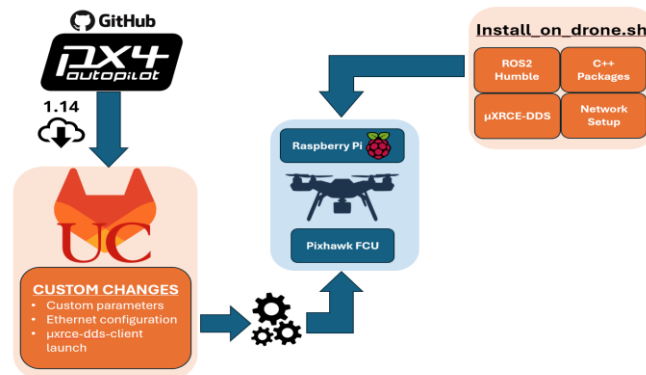 GitHub
px4
autopilot
1.14
UC
CUSTOM CHANGES
• Custom parameters
• Ethernet configuration
• µxrce-dds-client
launch
Raspberry Pi
Pixhawk FCU
Install_on_drone.sh
ROS2
Humble
C++
Packages
µXRCE-DDS
Network
Setup